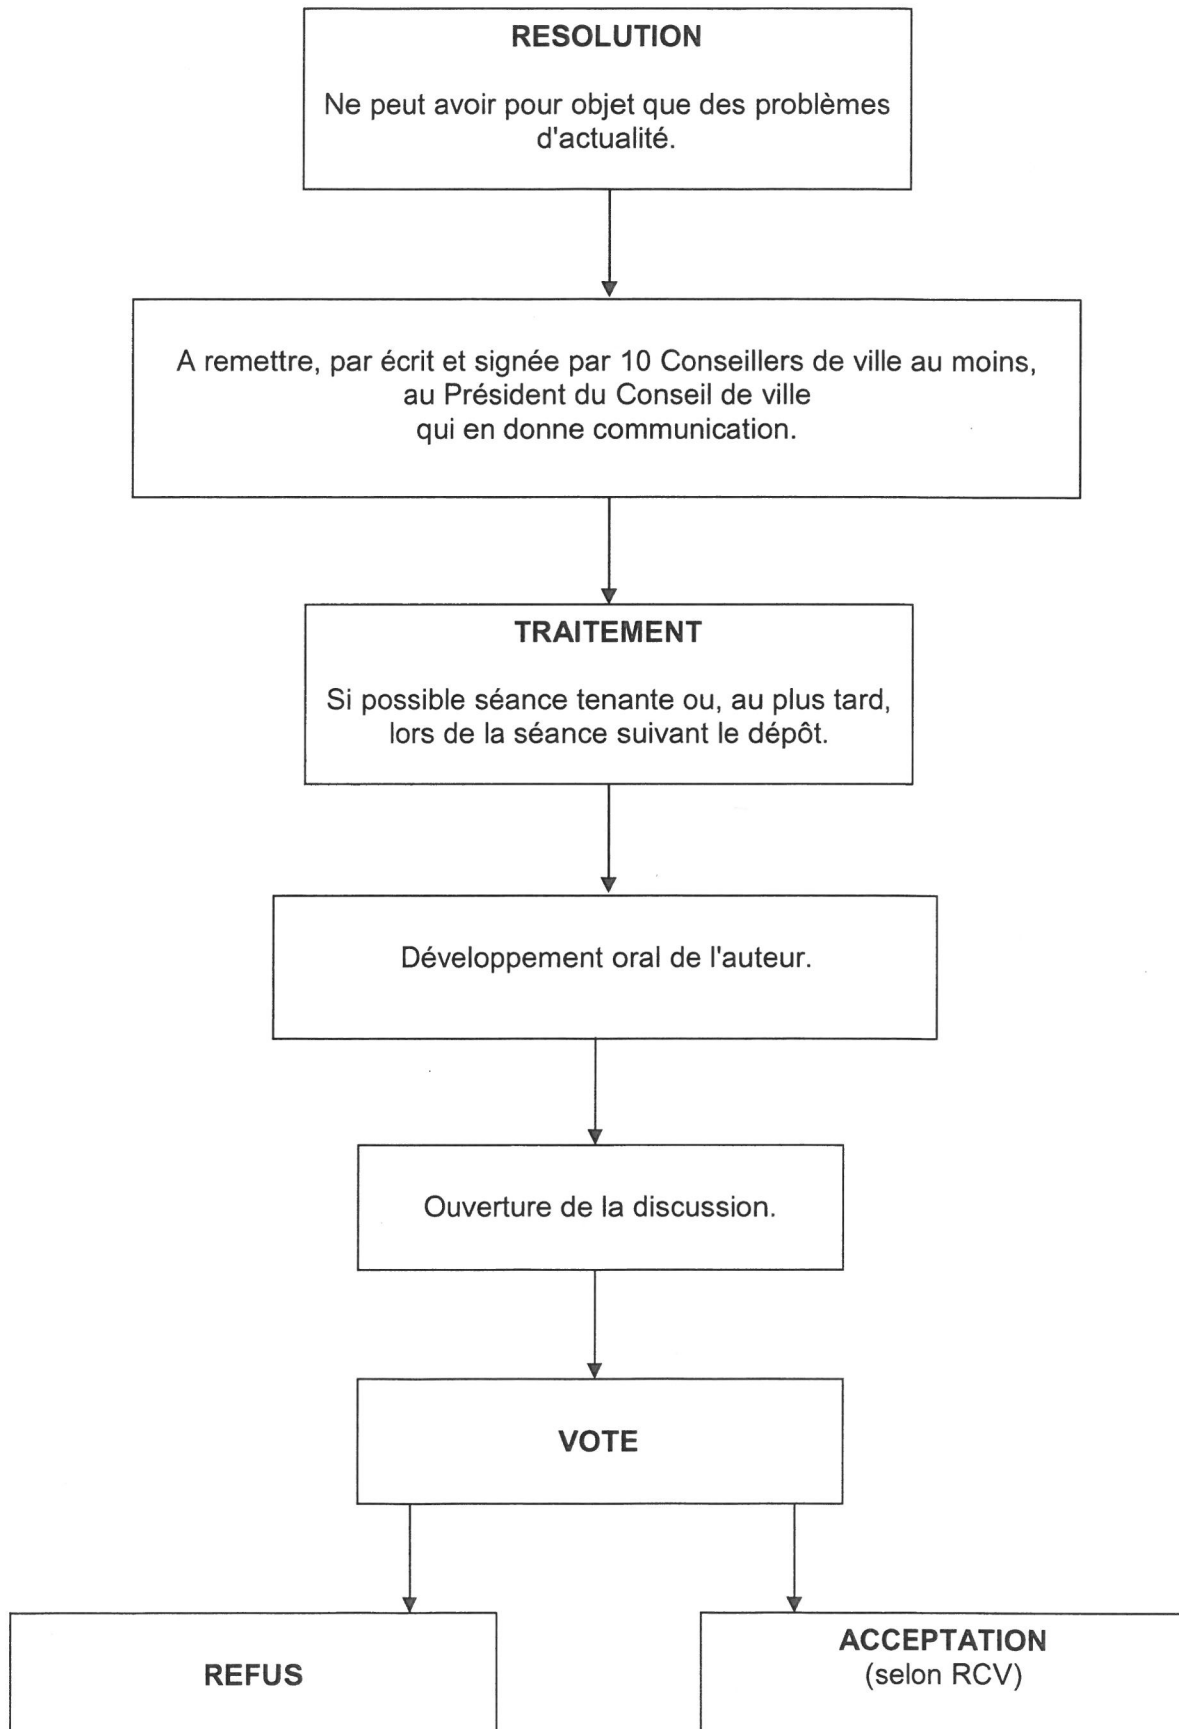 RESOLUTION
Ne peut avoir pour objet que des problèmes
d'actualité.
A remettre, par écrit et signée par 10 Conseillers de ville au moins,
au Président du Conseil de ville
qui en donne communication.
TRAITEMENT
Si possible séance tenante ou, au plus tard,
lors de la séance suivant le dépôt.
Développement oral de l'auteur.
Ouverture de la discussion.
VOTE
REFUS
ACCEPTATION
(selon RCV)